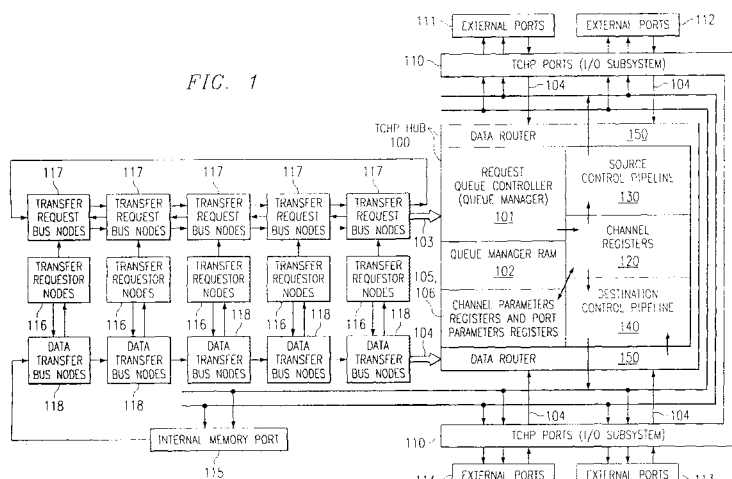 111
EXTERNAL PORTS
EXTERNAL PORTS
112
110
TCHP PORTS (I/O SUBSYSTEM)
FIG. 1
104
104
TCHP HUB
100
DATA ROUTER
150
117
117
117
117
117
TRANSFER
REQUEST
BUS NODES
TRANSFER
REQUEST
BUS NODES
TRANSFER
REQUEST
BUS NODES
TRANSFER
REQUEST
BUS NODES
TRANSFER
REQUEST
BUS NODES
103
REQUEST
QUEUE CONTROLLER
(QUEUE MANAGER)
101
SOURCE
CONTROL PIPELINE
130
CHANNEL
REGISTERS
120
QUEUE MANAGER RAM
102
105,
106
CHANNEL PARAMETERS
REGISTERS AND PORT
PARAMETERS REGISTERS
DESTINATION
CONTROL PIPELINE
140
TRANSFER
REQUESTOR
NODES
TRANSFER
REQUESTOR
NODES
TRANSFER
REQUESTOR
NODES
TRANSFER
REQUESTOR
NODES
TRANSFER
REQUESTOR
NODES
116
116
118
116
118
116
118
116
DATA
TRANSFER
BUS NODES
DATA
TRANSFER
BUS NODES
DATA
TRANSFER
BUS NODES
DATA
TRANSFER
BUS NODES
DATA
TRANSFER
BUS NODES
104
118
118
DATA ROUTER
150
104
104
INTERNAL MEMORY PORT
115
110
TCHP PORTS (I/O SUBSYSTEM)
EXTERNAL PORTS
EXTERNAL PORTS
113